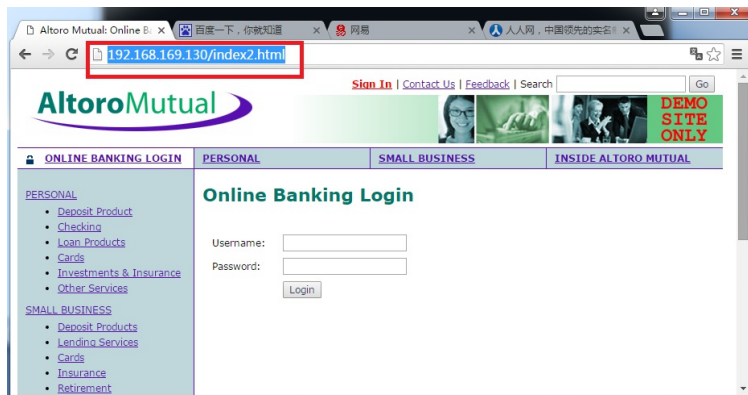 Altoro Mutual: Online Ba
百度一下，你就知道
网易
人人网，中国领先的实名
192.168.169.130/index2.html
Sign In | Contact Us | Feedback | Search
Go
AltoroMutual
DEMO
SITE
ONLY
ONLINE BANKING LOGIN
PERSONAL
SMALL BUSINESS
INSIDE ALTORO MUTUAL
PERSONAL
Deposit Product
Checking
Loan Products
Cards
Investments & Insurance
Other Services
SMALL BUSINESS
Deposit Products
Lending Services
Cards
Insurance
Retirement
Online Banking Login
Username:
Password:
Login